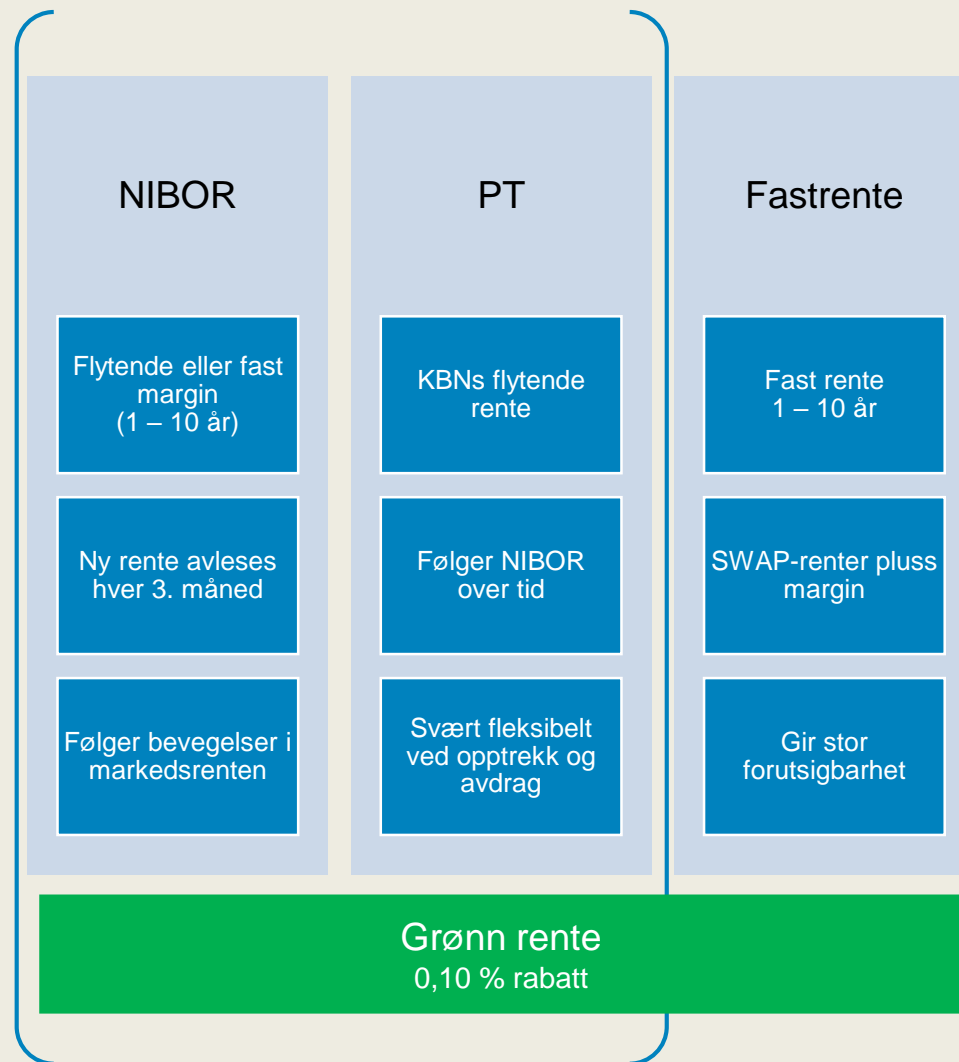 NIBOR
Flytende eller fast
margin
(1 – 10 år)
Ny rente avleses
hver 3. måned
Følger bevegelser i
markedsrenten
PT
KBNs flytende
rente
Følger NIBOR
over tid
Svært fleksibelt
ved opptrekk og
avdrag
Fastrente
Fast rente
1 – 10 år
SWAP-renter pluss
margin
Gir stor
forutsigbarhet
Grønn rente
0,10 % rabatt